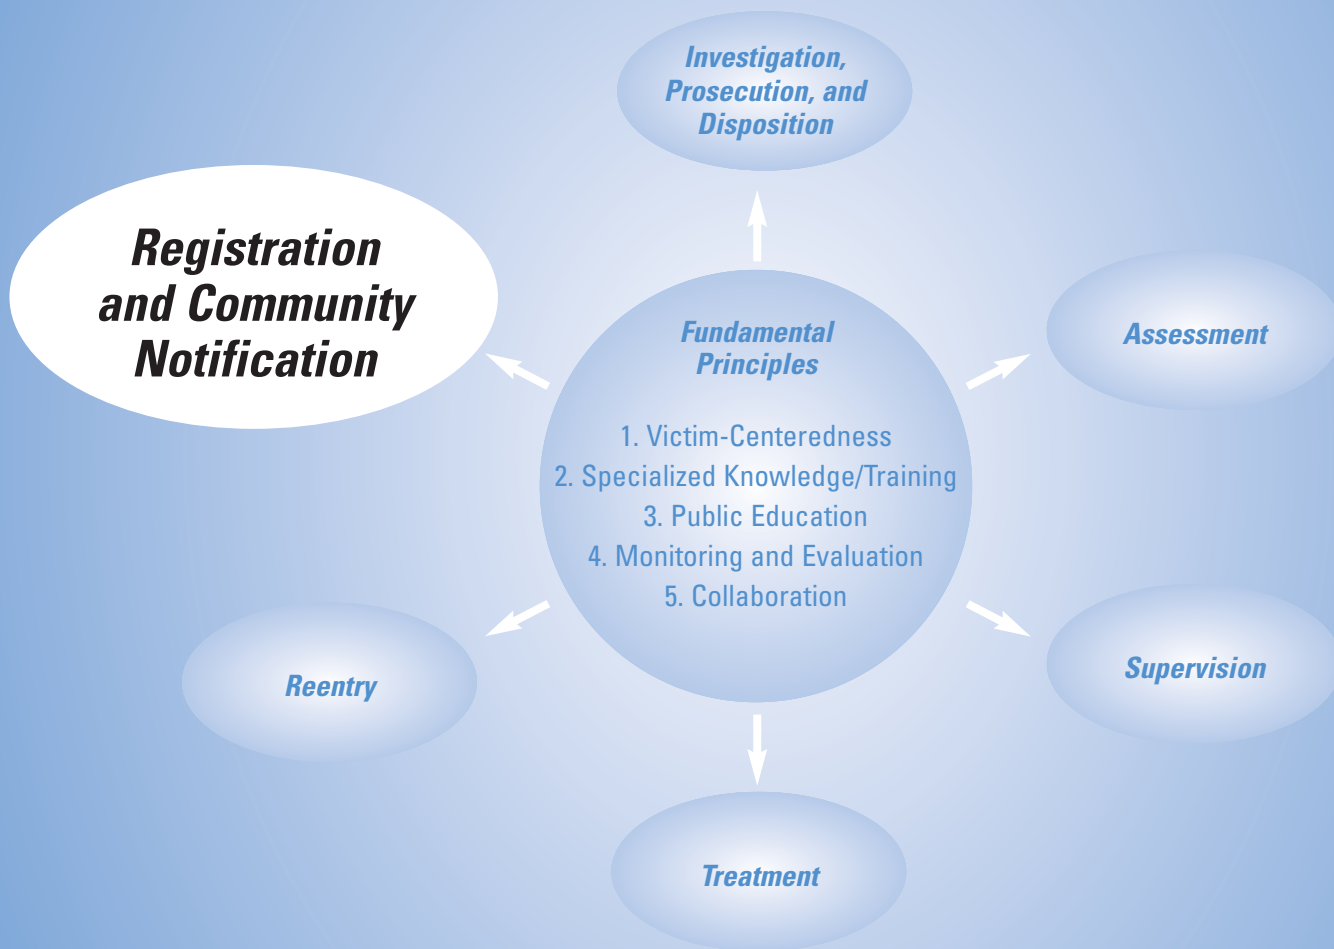 Investigation,
Prosecution, and
Disposition
Registration
and Community
Notification
Fundamental
Principles
1. Victim-Centeredness
2. Specialized Knowledge/Training
3. Public Education
4. Monitoring and Evaluation
5. Collaboration
Assessment
Supervision
Treatment
Reentry